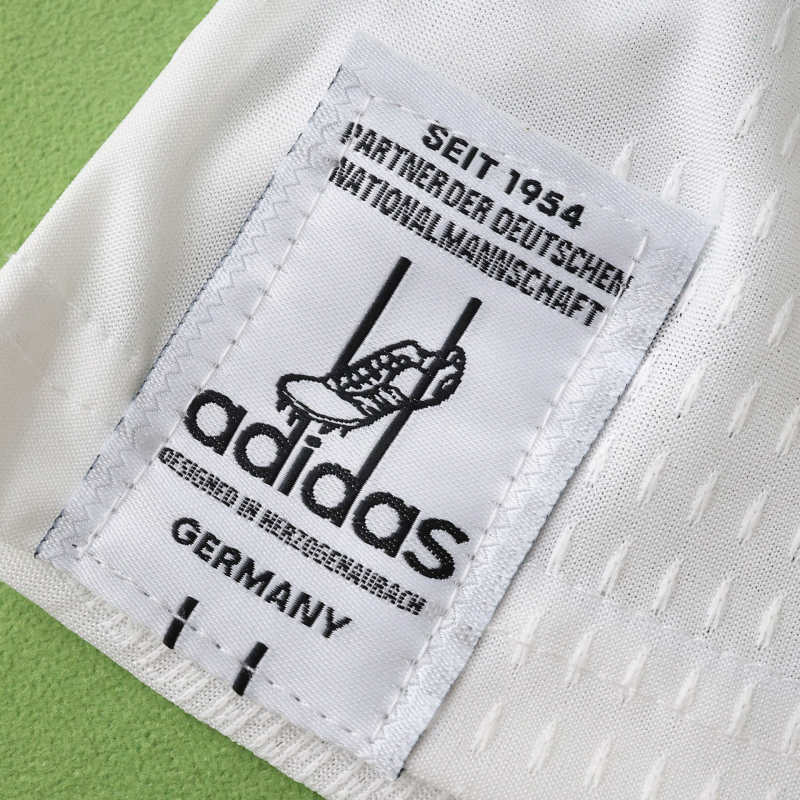 SEIT 1954
PARTNER DER DEUTSCHEN
NATIONALMANNSCHAFT
adidas
DESIGNED IN HERZOGENAURACH
GERMANY